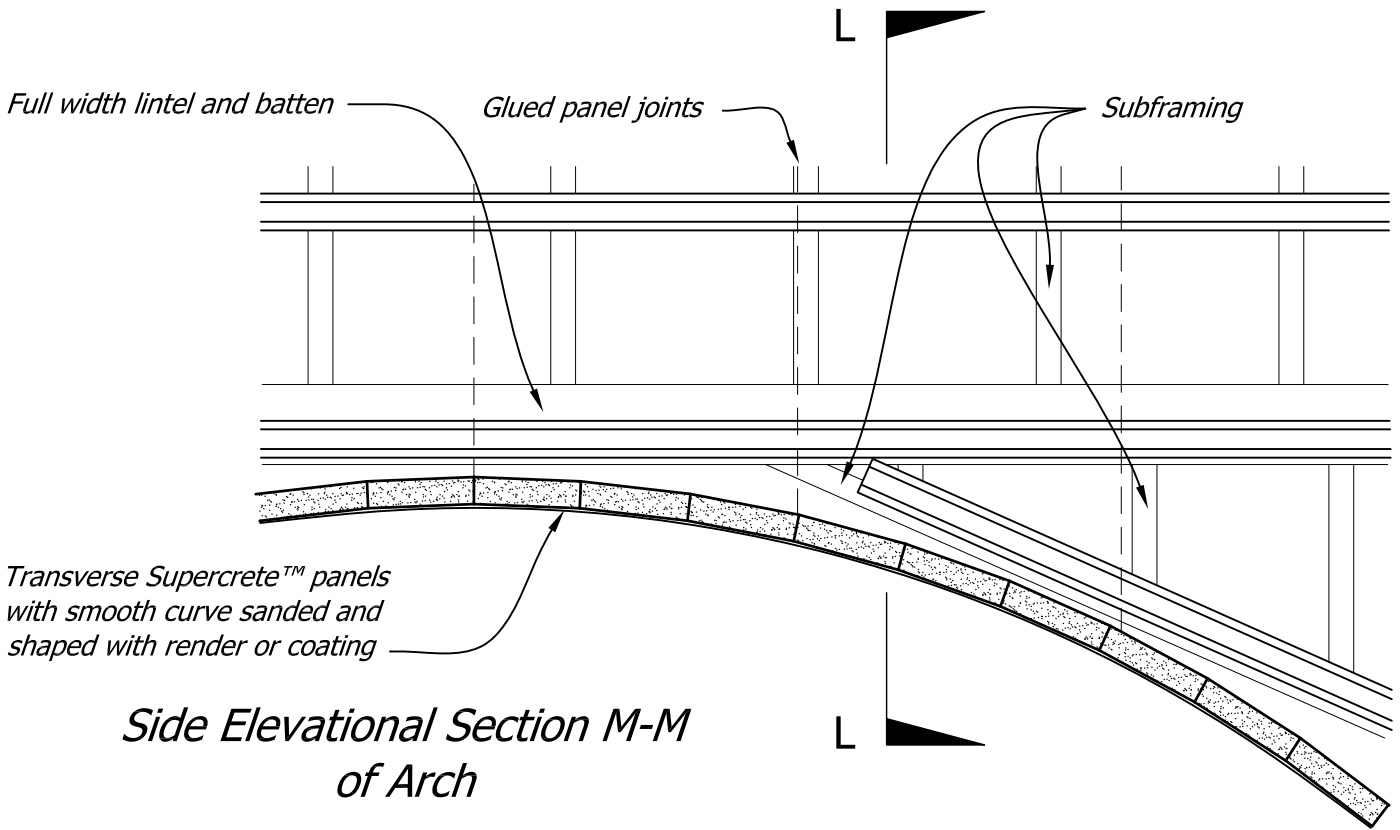 L
Full width lintel and batten
Glued panel joints
Subframing
Transverse Supercrete™ panels
with smooth curve sanded and
shaped with render or coating
Side Elevational Section M-M
of Arch
L